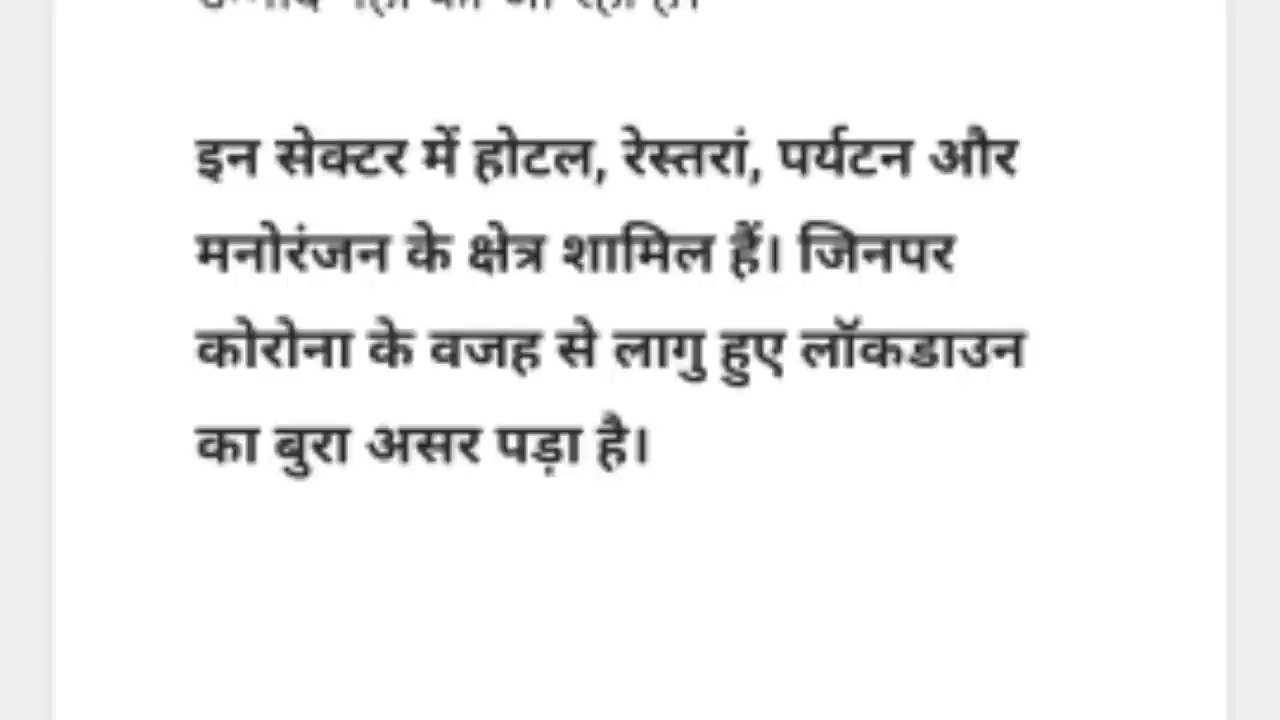 इन सेक्टर में होटल, रेस्तरां, पर्यटन और
मनोरंजन के क्षेत्र शामिल हैं। जिनपर
कोरोना के वजह से लागु हुए लॉकडाउन
का बुरा असर पड़ा है।